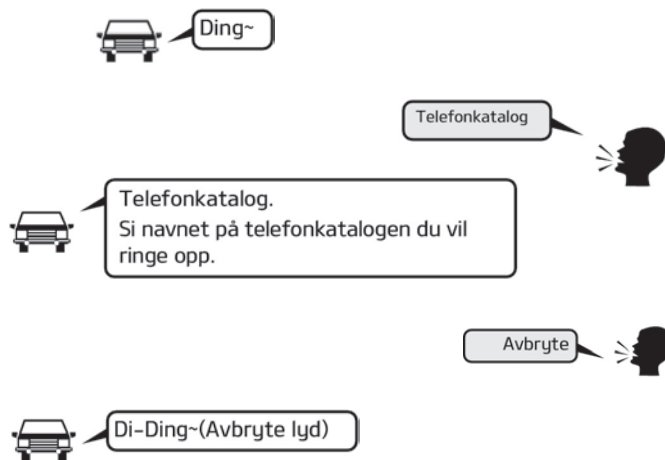 Ding~
Telefonkatalog
Telefonkatalog.
Si navnet på telefonkatalogen du vil
ringe opp.
Avbryte
Di-Ding~(Avbryte lyd)